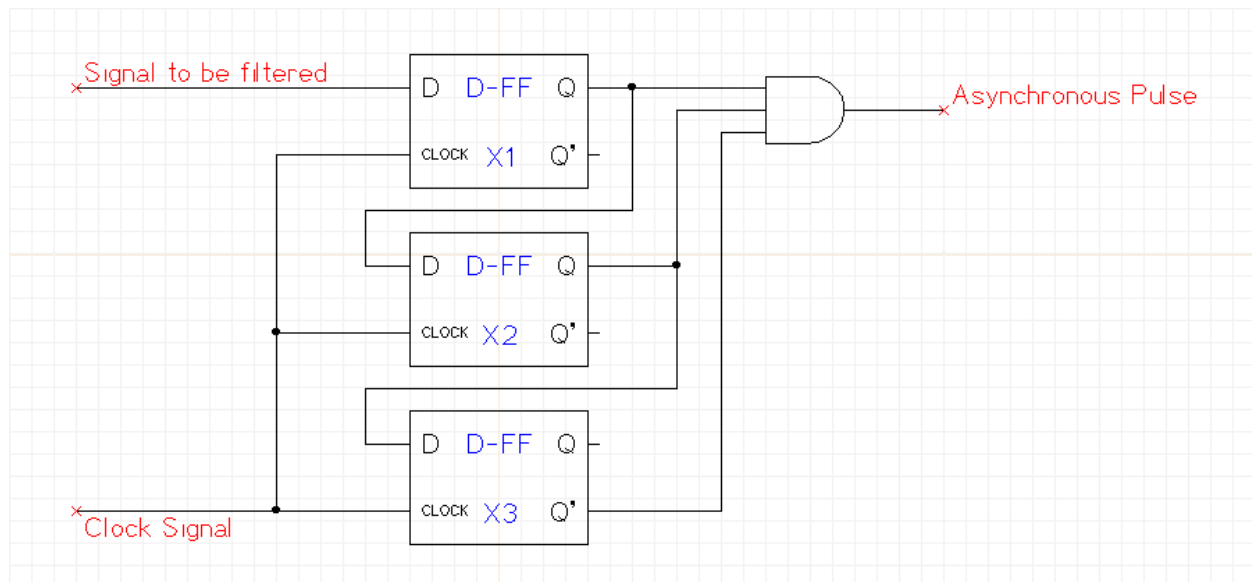 Signal to be filtered
D D-FF Q
CLOCK X1 Q'
Asynchronous Pulse
D D-FF Q
CLOCK X2 Q'
D D-FF Q
CLOCK X3 Q'
Clock Signal